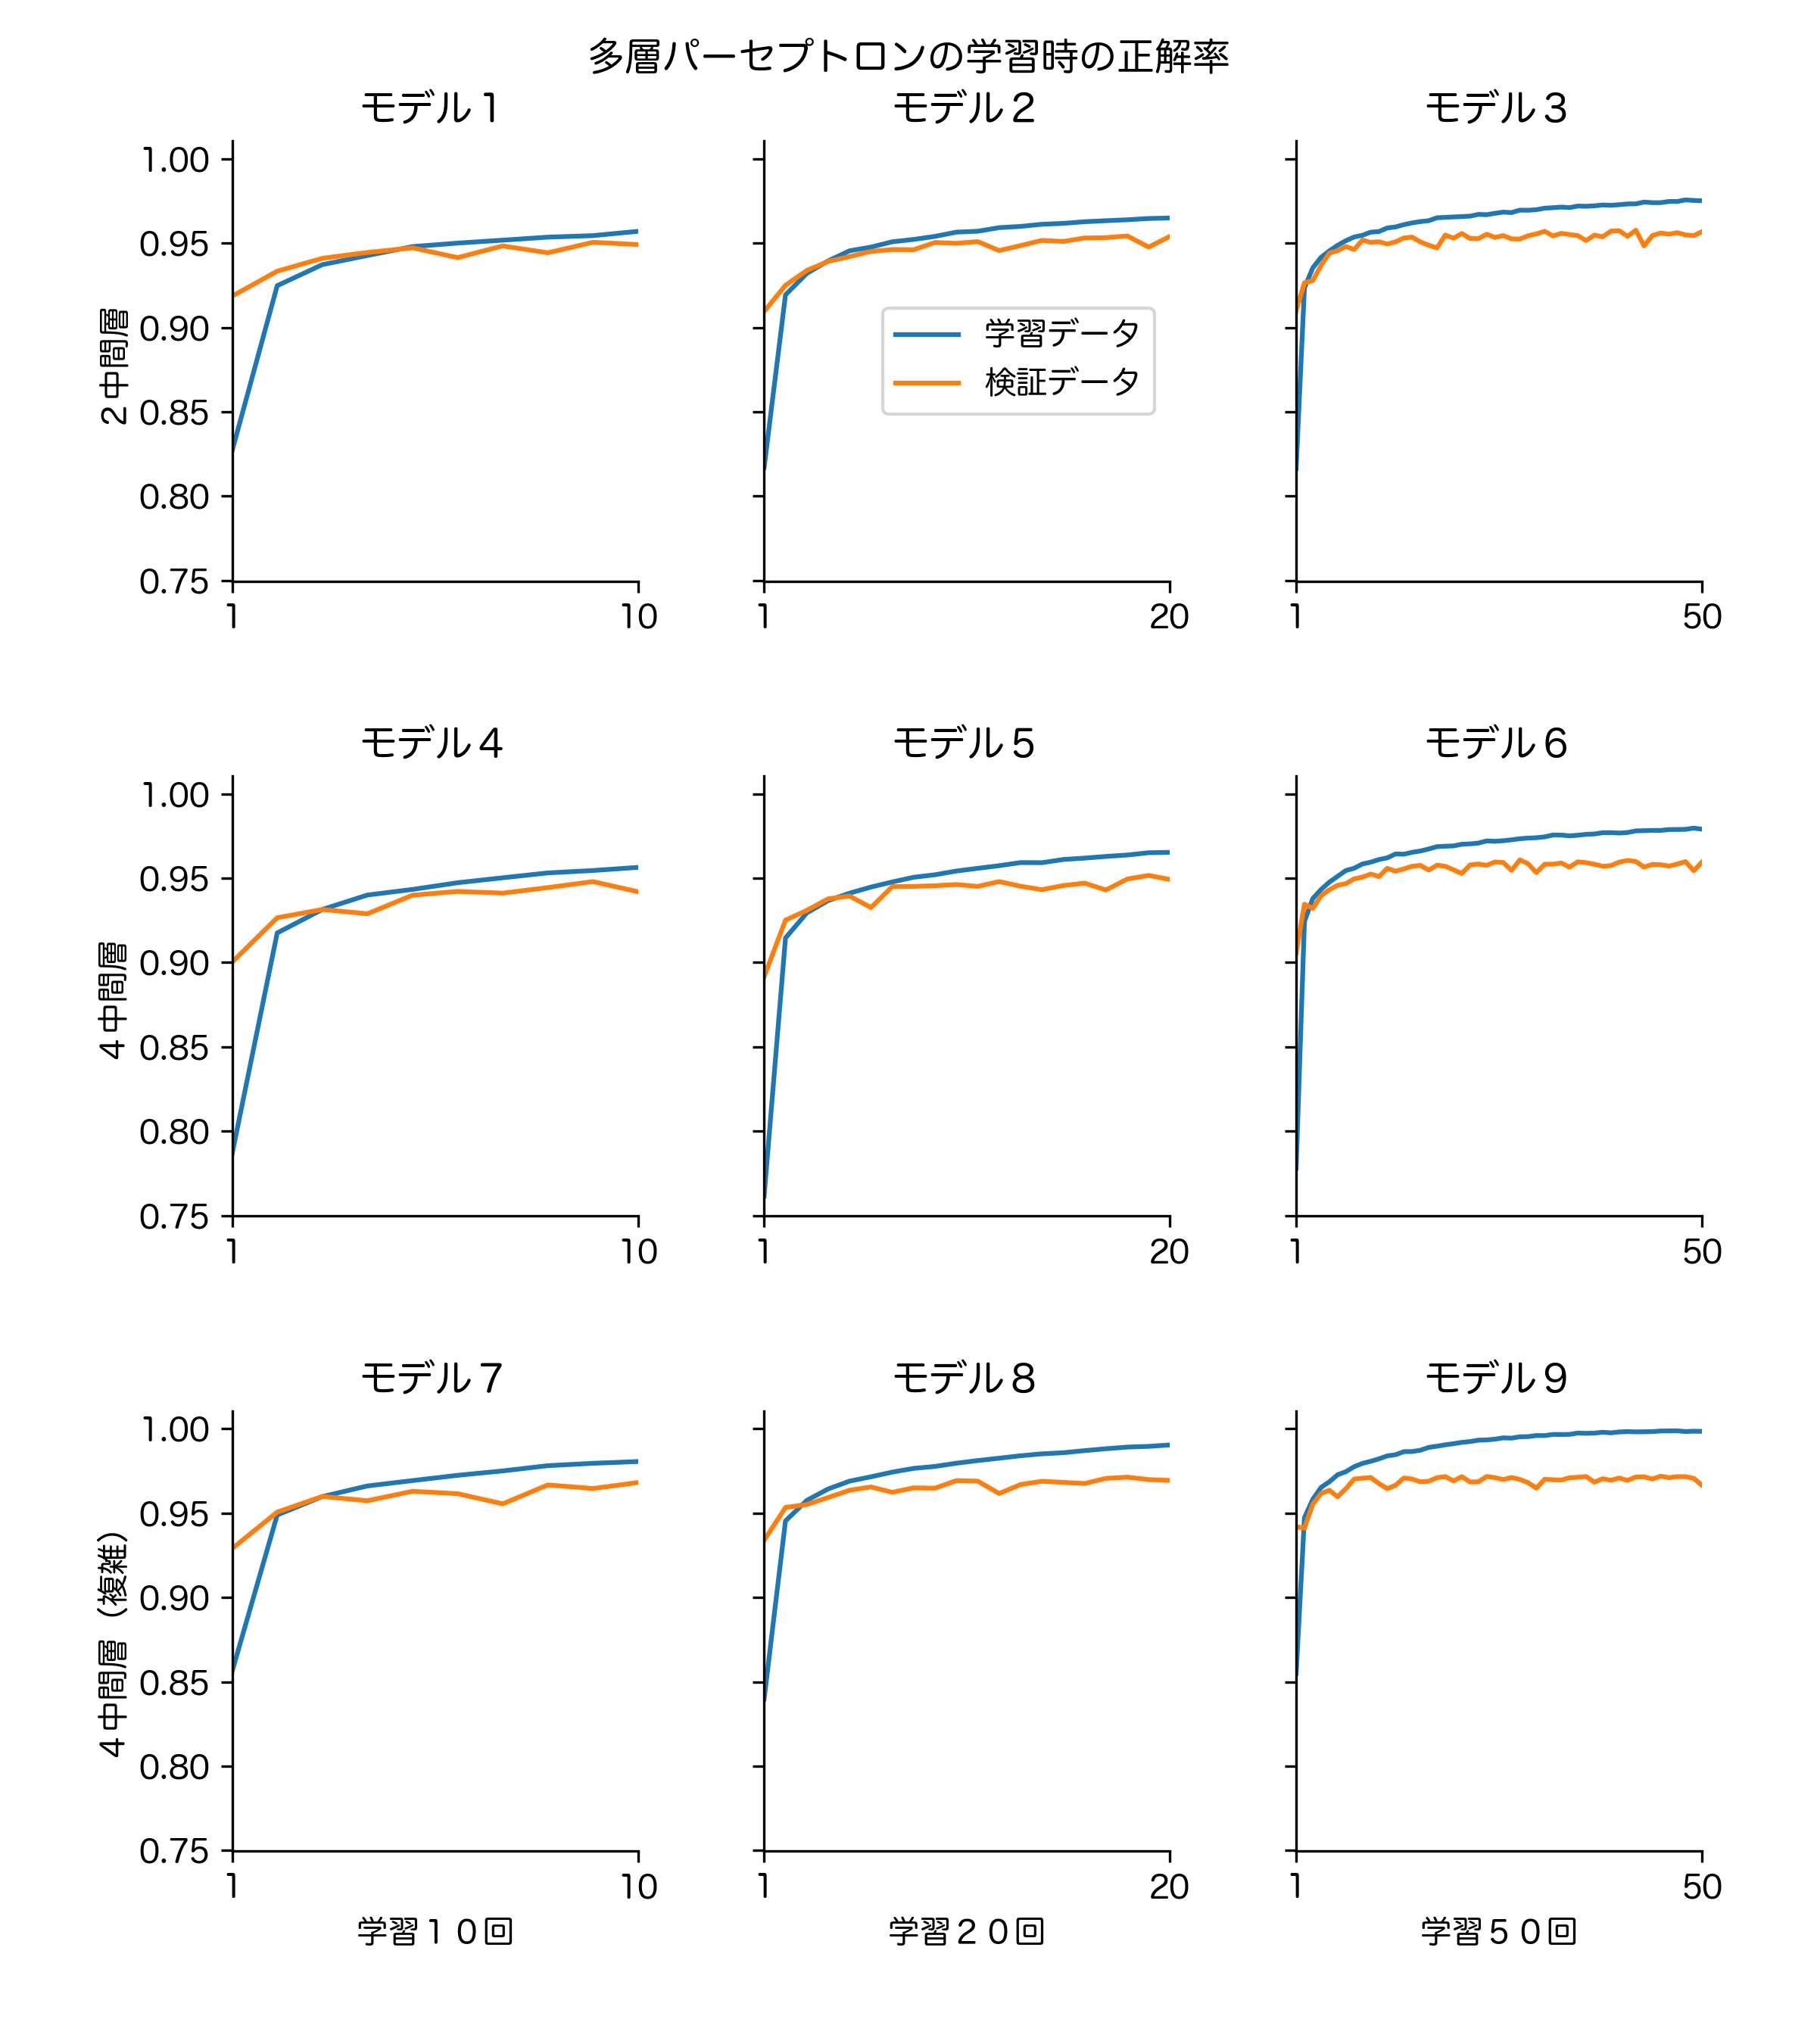 多層パーセプトロンの学習時の正解率
モデル１
モデル２
モデル３
1.00
0.95
0.90
0.85
0.80
0.75
２中間層
学習データ
検証データ
1
10
1
20
1
50
モデル４
モデル５
モデル６
1.00
0.95
0.90
0.85
0.80
0.75
４中間層
1
10
1
20
1
50
モデル７
モデル８
モデル９
1.00
0.95
0.90
0.85
0.80
0.75
４中間層（複雑）
1
10
1
20
1
50
学習１０回
学習２０回
学習５０回